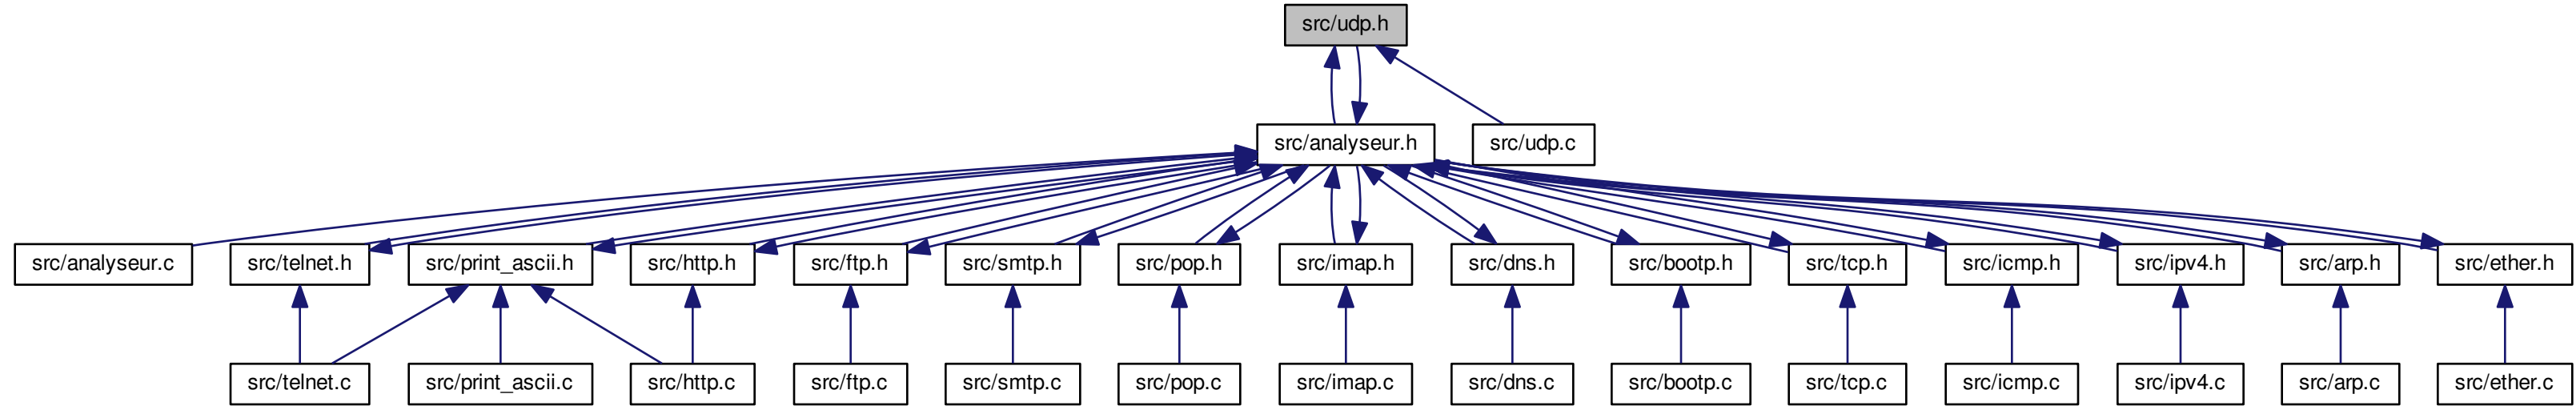 src/udp.h
src/analyseur.h
src/udp.c
src/analyseur.c
src/telnet.h
src/print_ascii.h
src/http.h
src/ftp.h
src/smtp.h
src/pop.h
src/imap.h
src/dns.h
src/bootp.h
src/tcp.h
src/icmp.h
src/ipv4.h
src/arp.h
src/ether.h
src/telnet.c
src/print_ascii.c
src/http.c
src/ftp.c
src/smtp.c
src/pop.c
src/imap.c
src/dns.c
src/bootp.c
src/tcp.c
src/icmp.c
src/ipv4.c
src/arp.c
src/ether.c